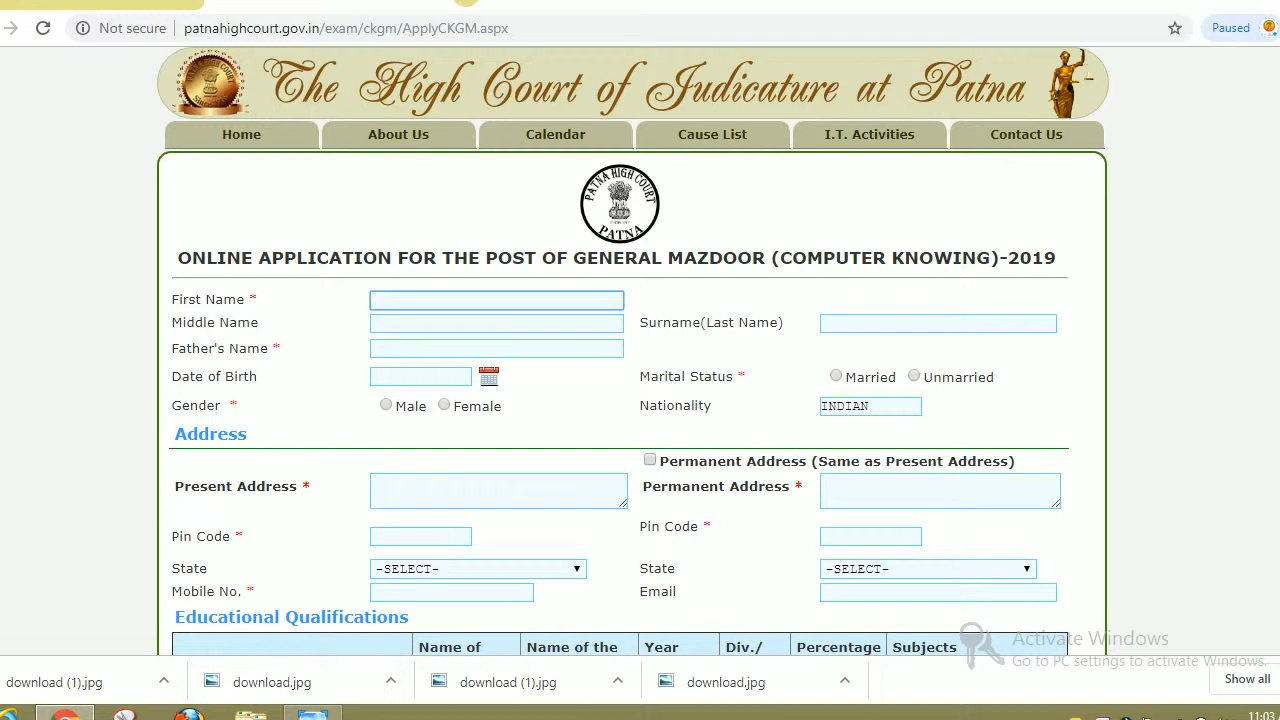 Not secure patnahighcourt.gov.in/exam/ckgm/ApplyCKGM.aspx Paused
The High Court of Judicature at Patna
Home About Us Calendar Cause List I.T. Activities Contact Us
PATNA HIGH COURT
PATNA
ONLINE APPLICATION FOR THE POST OF GENERAL MAZDOOR (COMPUTER KNOWING)-2019
First Name *
Middle Name Surname(Last Name)
Father's Name *
Date of Birth Marital Status * Married Unmarried
Gender * Male Female Nationality INDIAN
Address
Permanent Address (Same as Present Address)
Present Address * Permanent Address *
Pin Code * Pin Code *
State -SELECT- State -SELECT-
Mobile No. * Email
Educational Qualifications
Name of Name of the Year Div./ Percentage Subjects
Activate Windows
Go to PC settings to activate Windows.
download (1).jpg download.jpg download (1).jpg download.jpg Show all
11:03